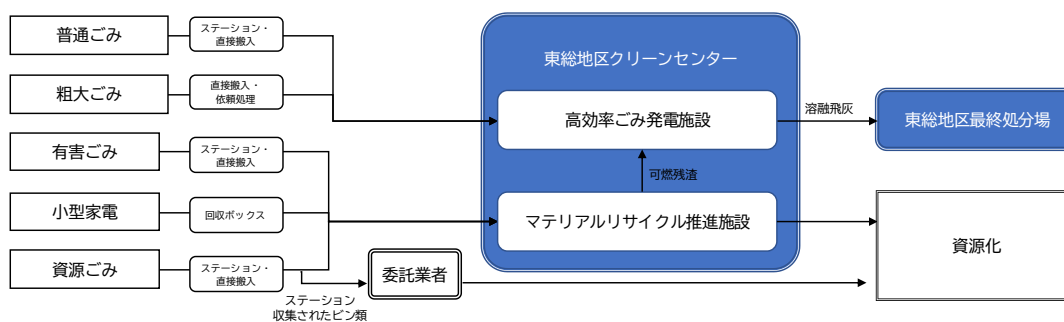 普通ごみ
ステーション・
直接搬入
粗大ごみ
直接搬入・
依頼処理
有害ごみ
ステーション・
直接搬入
小型家電
回収ボックス
資源ごみ
ステーション・
直接搬入
ステーション
収集されたビン類
委託業者
東総地区クリーンセンター
高効率ごみ発電施設
可燃残渣
マテリアルリサイクル推進施設
溶融飛灰
東総地区最終処分場
資源化